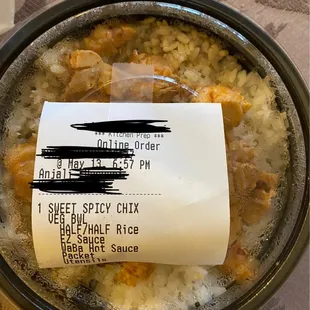 *** Kitchen Prep ***
Online Order
@ May 13, 6:57 PM
Anjali
1 SWEET SPICY CHIX
VEG BWL
HALF/HALF Rice
EZ Sauce
WaBa Hot Sauce
Packet
Utensils